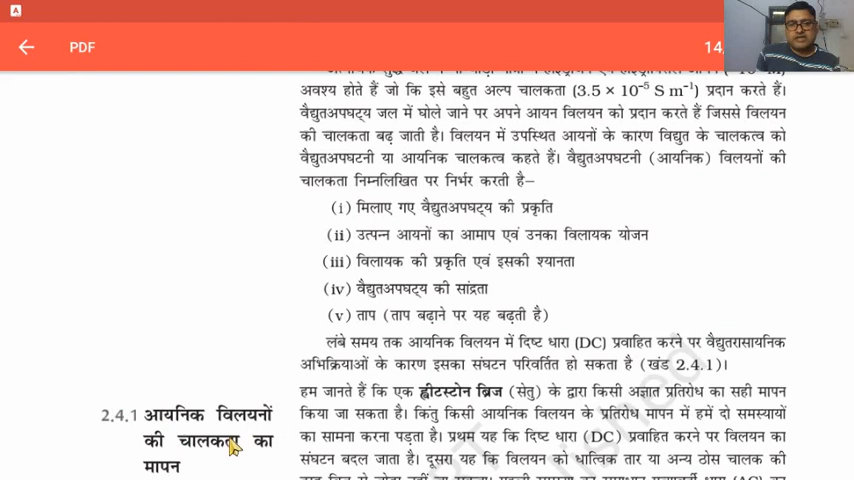 A
PDF
14
अवश्य होते हैं जो कि इसे बहुत अल्प चालकता (3.5 × 10⁻⁵ S m⁻¹) प्रदान करते हैं।
वैद्युतअपघट्य जल में घोले जाने पर अपने आयन विलयन को प्रदान करते हैं जिससे विलयन
की चालकता बढ़ जाती है। विलयन में उपस्थित आयनों के कारण विद्युत के चालकत्व को
वैद्युतअपघटनी या आयनिक चालकत्व कहते हैं। वैद्युतअपघटनी (आयनिक) विलयनों की
चालकता निम्नलिखित पर निर्भर करती है–
(i) मिलाए गए वैद्युतअपघट्य की प्रकृति
(ii) उत्पन्न आयनों का आमाप एवं उनका विलायक योजन
(iii) विलायक की प्रकृति एवं इसकी श्यानता
(iv) वैद्युतअपघट्य की सांद्रता
(v) ताप (ताप बढ़ाने पर यह बढ़ती है)
लंबे समय तक आयनिक विलयन में दिष्ट धारा (DC) प्रवाहित करने पर वैद्युतरासायनिक
अभिक्रियाओं के कारण इसका संघटन परिवर्तित हो सकता है (खंड 2.4.1)।
2.4.1 आयनिक विलयनों
की चालकता का
मापन
हम जानते हैं कि एक ह्वीटस्टोन ब्रिज (सेतु) के द्वारा किसी अज्ञात प्रतिरोध का सही मापन
किया जा सकता है। किंतु किसी आयनिक विलयन के प्रतिरोध मापन में हमें दो समस्यायों
का सामना करना पड़ता है। प्रथम यह कि दिष्ट धारा (DC) प्रवाहित करने पर विलयन का
संघटन बदल जाता है। दूसरा यह कि विलयन को धात्विक तार या अन्य ठोस चालक की